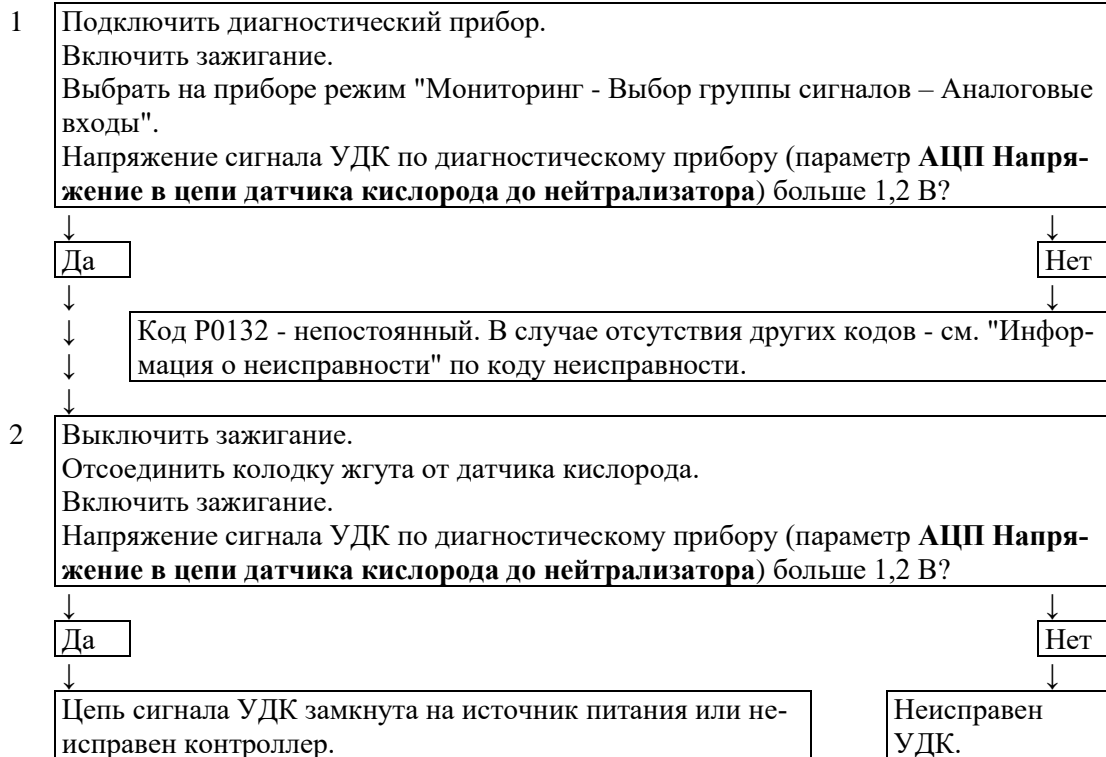 1 Подключить диагностический прибор.
Включить зажигание.
Выбрать на приборе режим "Мониторинг - Выбор группы сигналов – Аналоговые
входы".
Напряжение сигнала УДК по диагностическому прибору (параметр АЦП Напря-
жение в цепи датчика кислорода до нейтрализатора) больше 1,2 В?
↓ ↓
Да Нет
↓ ↓
↓ Код Р0132 - непостоянный. В случае отсутствия других кодов - см. "Инфор-
↓ мация о неисправности" по коду неисправности.
↓
2 Выключить зажигание.
Отсоединить колодку жгута от датчика кислорода.
Включить зажигание.
Напряжение сигнала УДК по диагностическому прибору (параметр АЦП Напря-
жение в цепи датчика кислорода до нейтрализатора) больше 1,2 В?
↓ ↓
Да Нет
↓ ↓
Цепь сигнала УДК замкнута на источник питания или не- Неисправен
исправен контроллер. УДК.